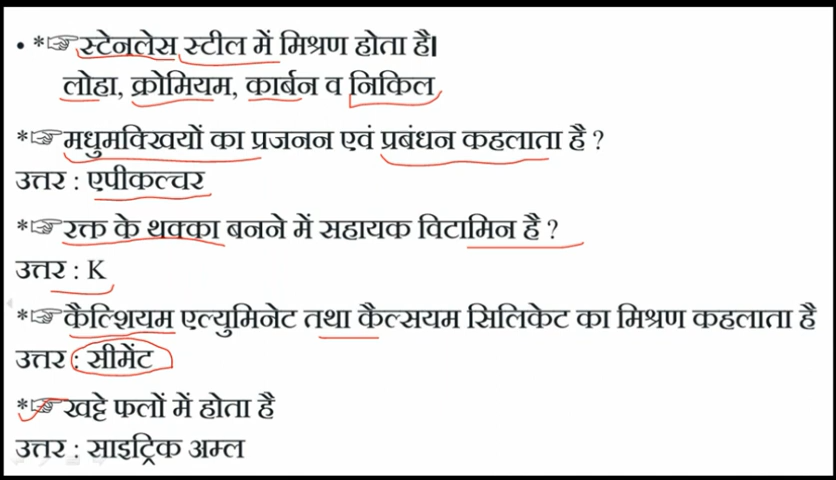 • *☞स्टेनलेस स्टील में मिश्रण होता है।
लोहा, क्रोमियम, कार्बन व निकिल
*☞मधुमक्खियों का प्रजनन एवं प्रबंधन कहलाता है ?
उत्तर : एपीकल्चर
*☞रक्त के थक्का बनने में सहायक विटामिन है ?
उत्तर : K
*☞कैल्शियम एल्युमिनेट तथा कैल्सयम सिलिकेट का मिश्रण कहलाता है
उत्तर : सीमेंट
*☞खट्टे फलों में होता है
उत्तर : साइट्रिक अम्ल